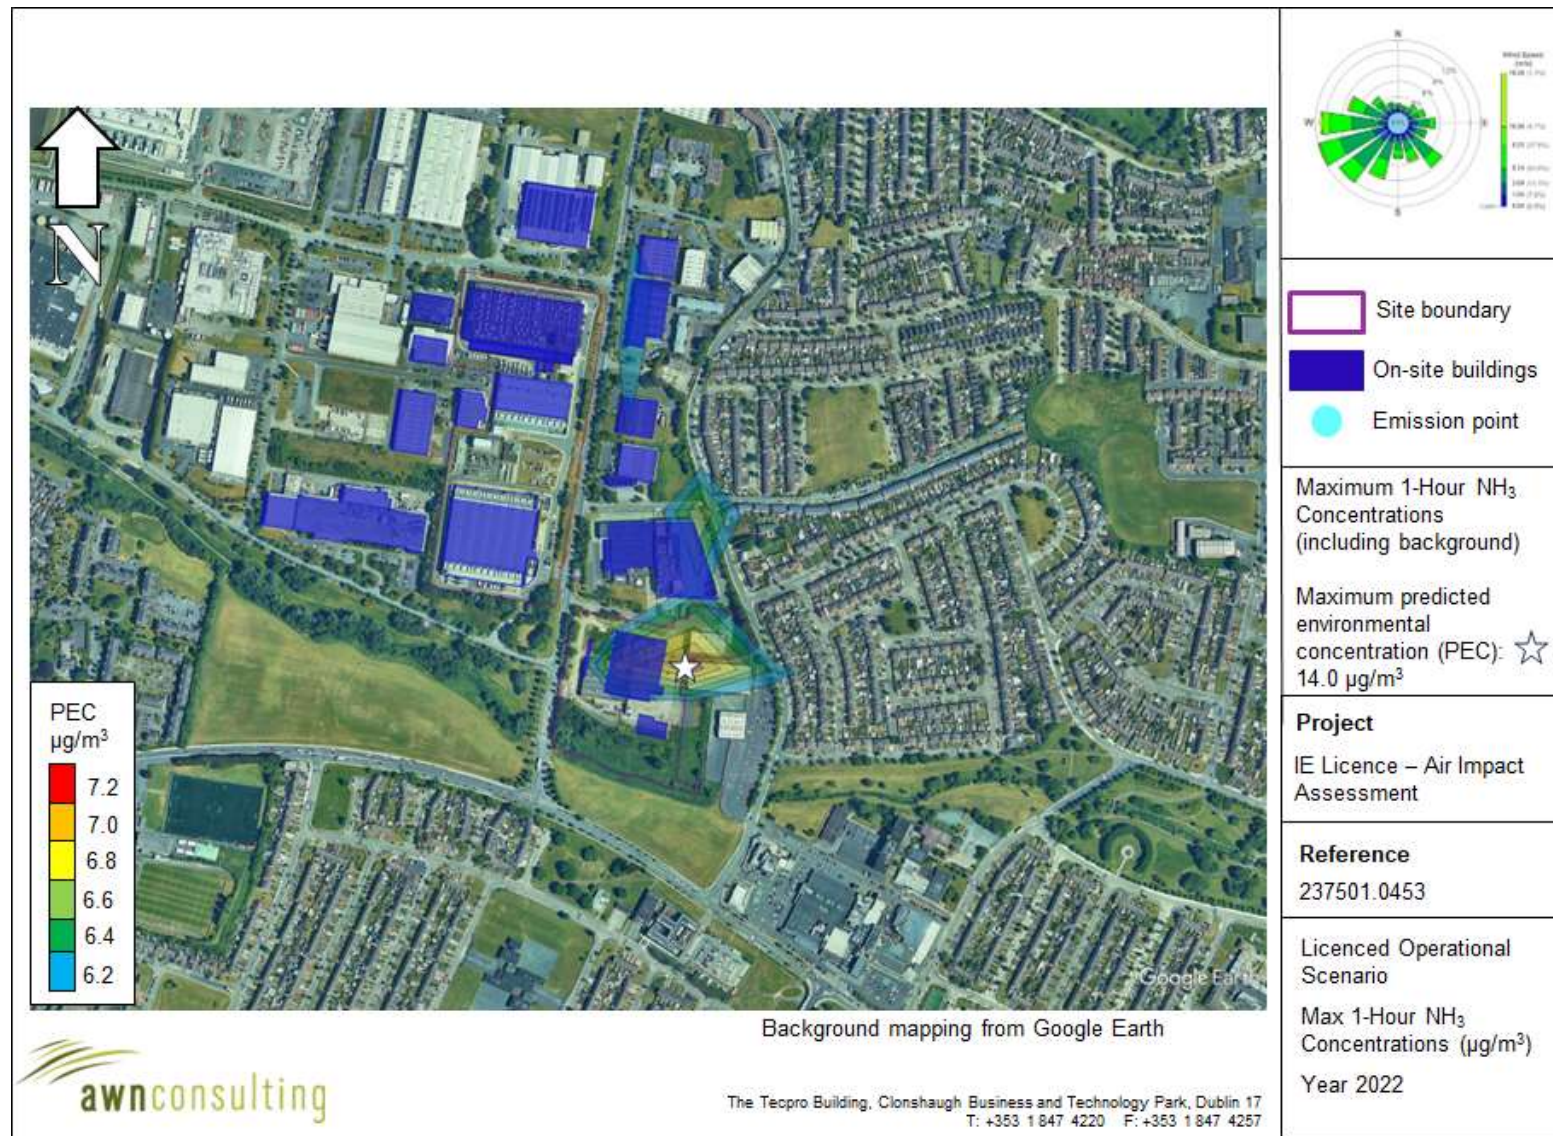 N
N
W
E
S
Site boundary
On-site buildings
Emission point
Maximum 1-Hour NH₃
Concentrations
(including background)
Maximum predicted
environmental
concentration (PEC):
14.0 µg/m³
Project
IE Licence – Air Impact
Assessment
Reference
237501.0453
Licenced Operational
Scenario
Max 1-Hour NH₃
Concentrations (µg/m³)
Year 2022
PEC
µg/m³
7.2
7.0
6.8
6.6
6.4
6.2
Google Earth
Background mapping from Google Earth
awnconsulting
The Tecpro Building, Clonshaugh Business and Technology Park, Dublin 17
T: +353 1 847 4220 F: +353 1 847 4257